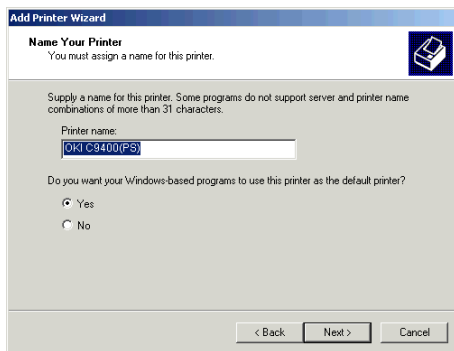 Add Printer Wizard
Name Your Printer
You must assign a name for this printer.
Supply a name for this printer. Some programs do not support server and printer name
combinations of more than 31 characters.
Printer name:
OKI C9400(PS)
Do you want your Windows-based programs to use this printer as the default printer?
Yes
No
< Back
Next >
Cancel